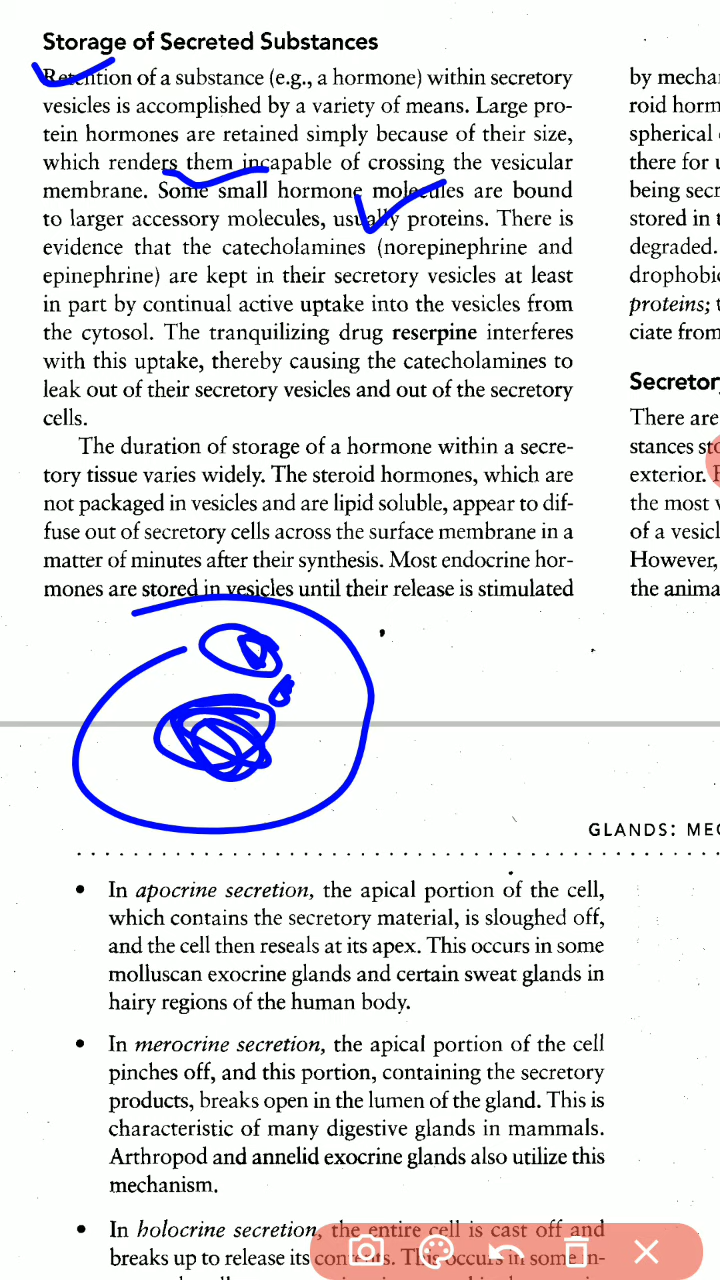 Storage of Secreted Substances
Retention of a substance (e.g., a hormone) within secretory
vesicles is accomplished by a variety of means. Large pro-
tein hormones are retained simply because of their size,
which renders them incapable of crossing the vesicular
membrane. Some small hormone molecules are bound
to larger accessory molecules, usually proteins. There is
evidence that the catecholamines (norepinephrine and
epinephrine) are kept in their secretory vesicles at least
in part by continual active uptake into the vesicles from
the cytosol. The tranquilizing drug reserpine interferes
with this uptake, thereby causing the catecholamines to
leak out of their secretory vesicles and out of the secretory
cells.
The duration of storage of a hormone within a secre-
tory tissue varies widely. The steroid hormones, which are
not packaged in vesicles and are lipid soluble, appear to dif-
fuse out of secretory cells across the surface membrane in a
matter of minutes after their synthesis. Most endocrine hor-
mones are stored in vesicles until their release is stimulated
by mecha
roid horm
spherical
there for
being secr
stored in
degraded.
drophobic
proteins;
ciate from
Secretor
There are
stances
exterior.
the most
of a vesicl
However,
the anima
GLANDS: MEC
• In apocrine secretion, the apical portion of the cell,
which contains the secretory material, is sloughed off,
and the cell then reseals at its apex. This occurs in some
molluscan exocrine glands and certain sweat glands in
hairy regions of the human body.
• In merocrine secretion, the apical portion of the cell
pinches off, and this portion, containing the secretory
products, breaks open in the lumen of the gland. This is
characteristic of many digestive glands in mammals.
Arthropod and annelid exocrine glands also utilize this
mechanism.
• In holocrine secretion, the entire cell is cast off and
breaks up to release its contents. This occurs in some in-